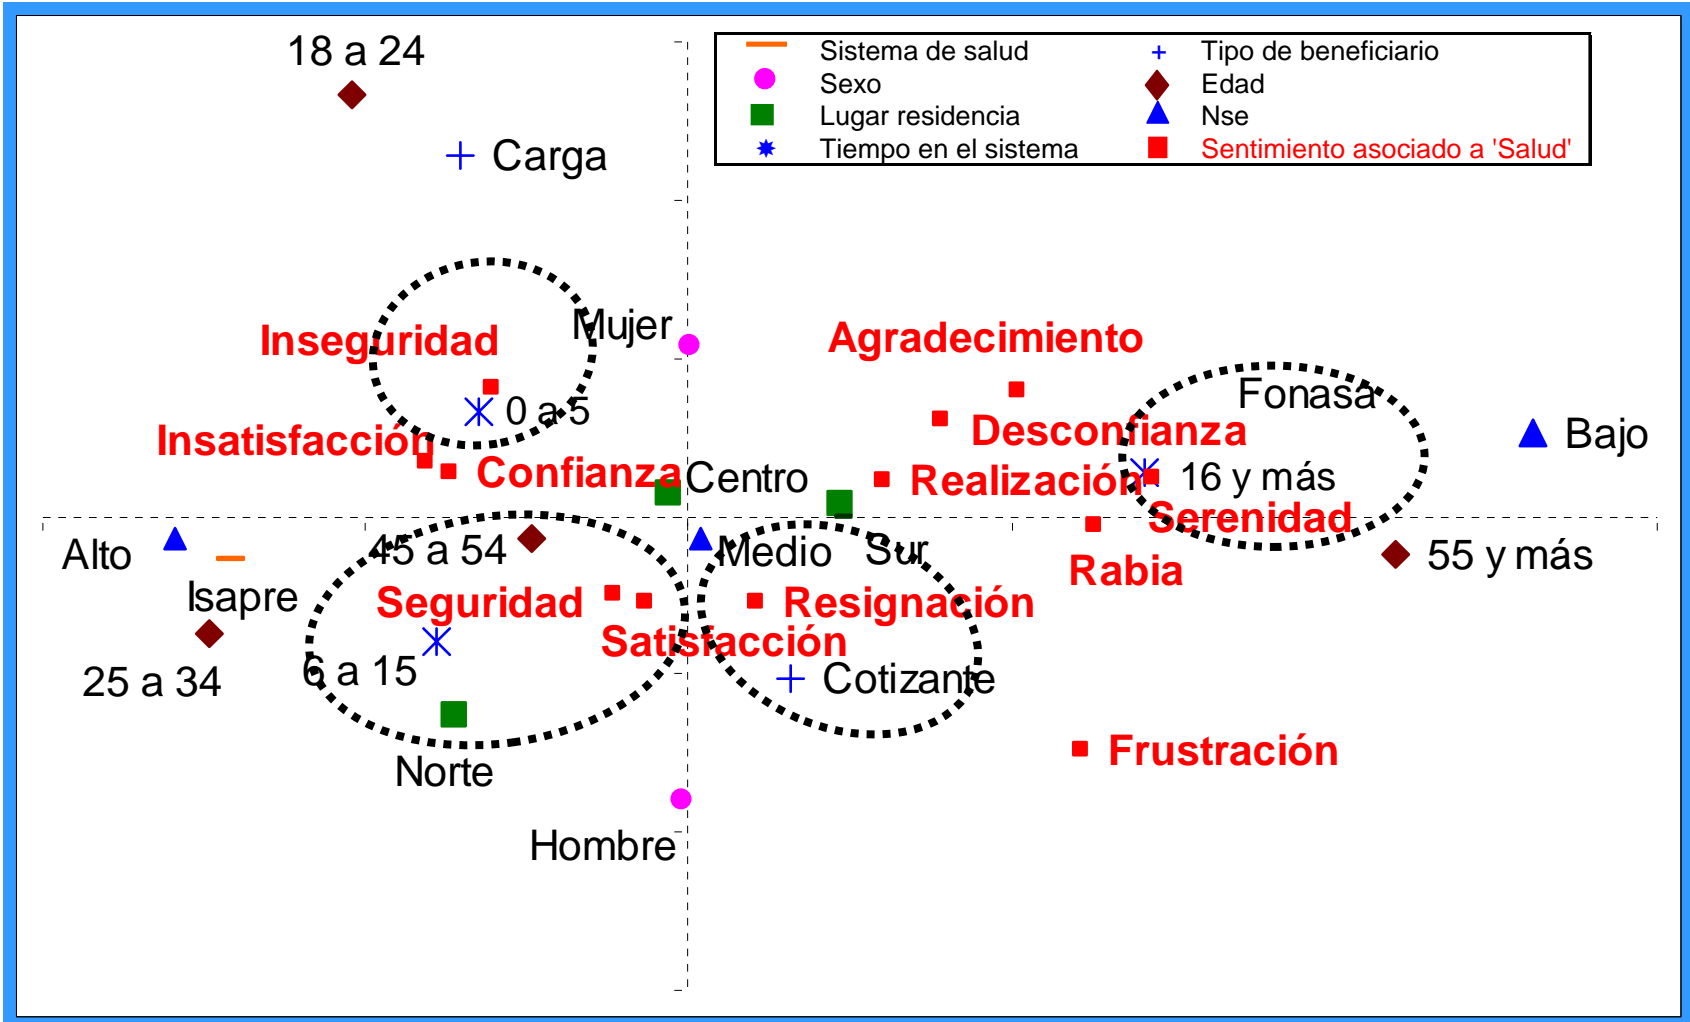 18 a 24
Sistema de salud
Tipo de beneficiario
Sexo
Edad
Lugar residencia
Nse
Tiempo en el sistema
Sentimiento asociado a 'Salud'
Carga
Mujer
Inseguridad
Agradecimiento
Fonasa
0 a 5
Insatisfacción
Desconfianza
Bajo
Confianza
Centro
Realización
16 y más
Serenidad
Alto
45 a 54
Medio
Sur
55 y más
Isapre
Rabia
Seguridad
Resignación
Satisfacción
25 a 34
6 a 15
Cotizante
Norte
Frustración
Hombre